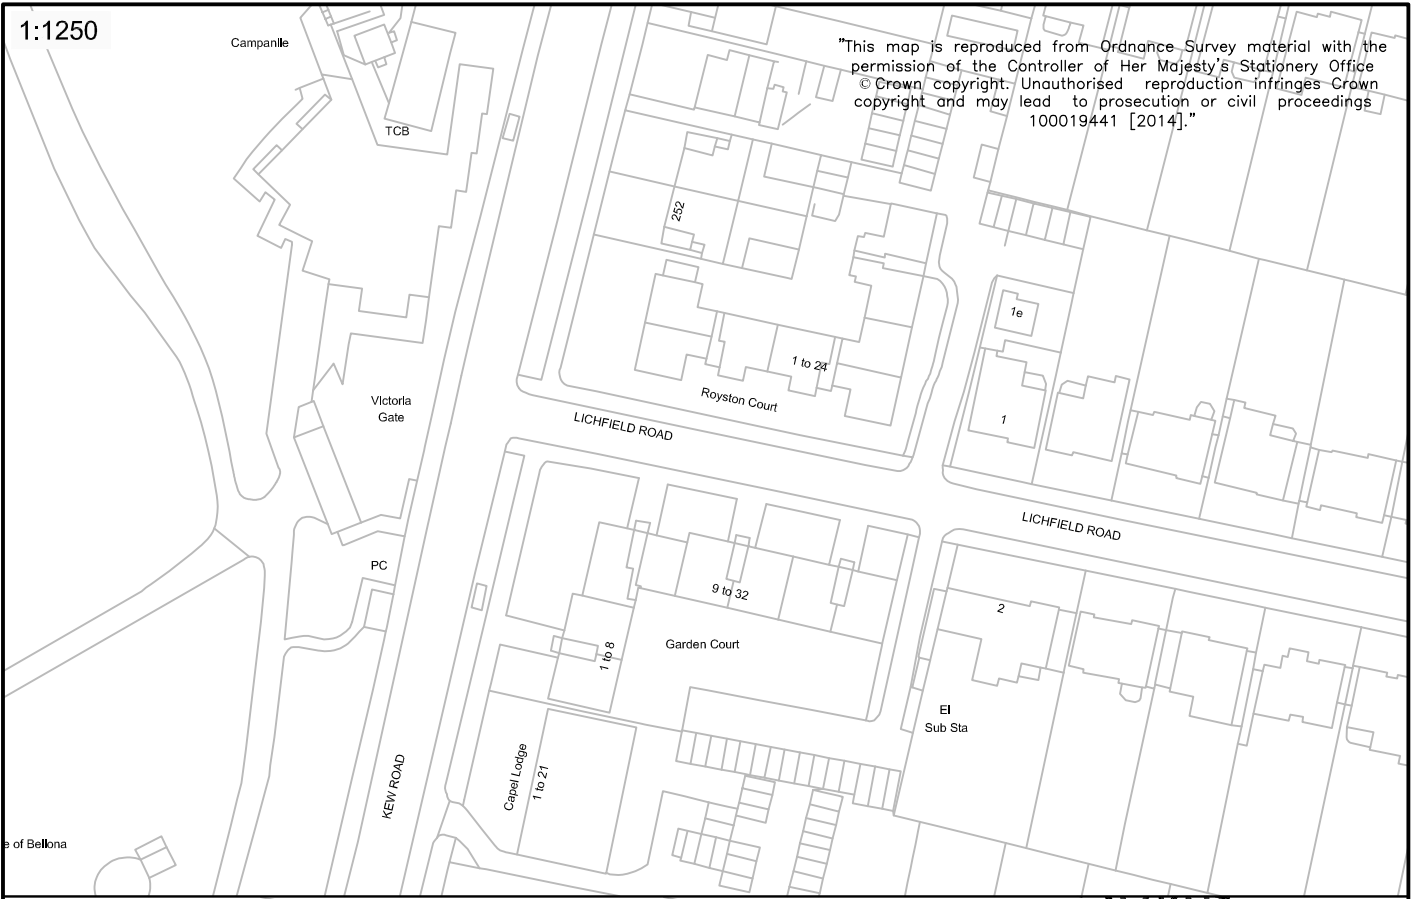 1:1250
Campanile
"This map is reproduced from Ordnance Survey material with the
permission of the Controller of Her Majesty's Stationery Office
© Crown copyright. Unauthorised reproduction infringes Crown
copyright and may lead to prosecution or civil proceedings
100019441 [2014]."
TCB
252
1e
1 to 24
Royston Court
Victoria
Gate
1
LICHFIELD ROAD
LICHFIELD ROAD
PC
9 to 32
2
Garden Court
1 to 8
El
Sub Sta
Capel Lodge
1 to 21
KEW ROAD
e of Bellona